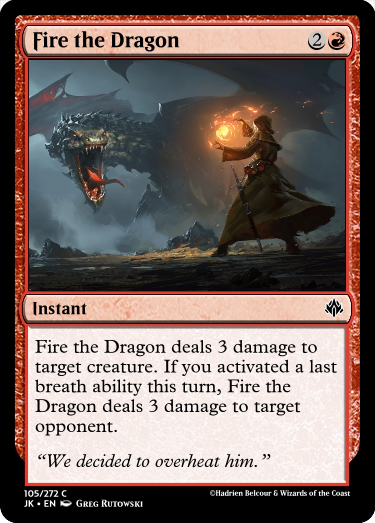 Fire the Dragon 2
Instant
Fire the Dragon deals 3 damage to
target creature. If you activated a last
breath ability this turn, Fire the
Dragon deals 3 damage to target
opponent.
“We decided to overheat him.”
105/272 C
JK • EN Greg Rutowski
©Hadrien Belcour & Wizards of the Coast